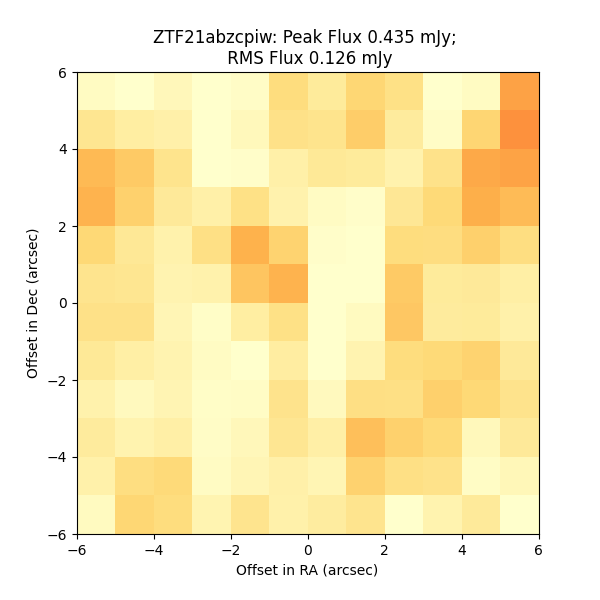 ZTF21abzcpiw: Peak Flux 0.435 mJy;
RMS Flux 0.126 mJy
6
4
2
0
−2
−4
−6
Offset in Dec (arcsec)
−6 −4 −2 0 2 4 6
Offset in RA (arcsec)